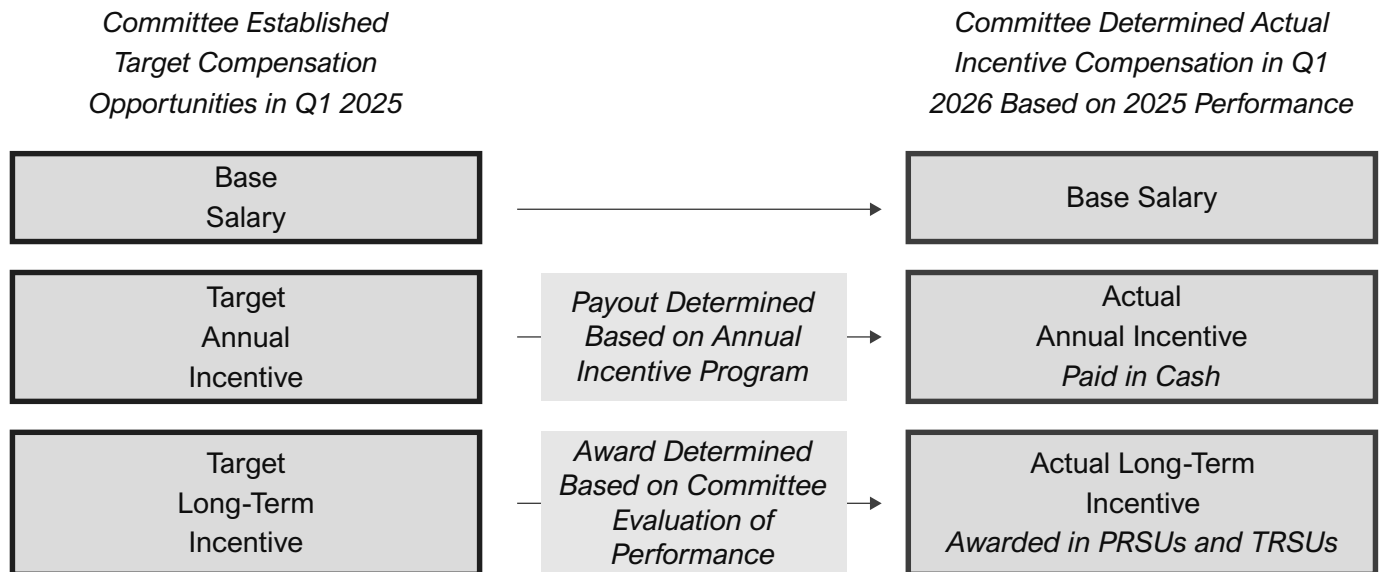 Committee Established
Target Compensation
Opportunities in Q1 2025
Committee Determined Actual
Incentive Compensation in Q1
2026 Based on 2025 Performance
Base
Salary
Base Salary
Target
Annual
Incentive
Payout Determined
Based on Annual
Incentive Program
Actual
Annual Incentive
Paid in Cash
Target
Long-Term
Incentive
Award Determined
Based on Committee
Evaluation of
Performance
Actual Long-Term
Incentive
Awarded in PRSUs and TRSUs